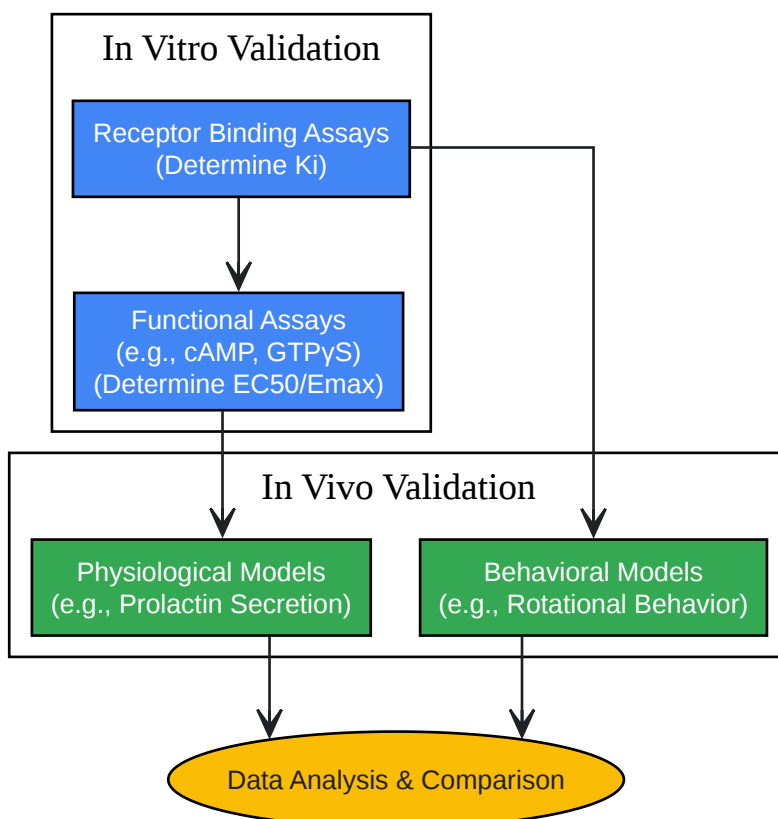 In Vitro Validation
Receptor Binding Assays
(Determine Ki)
Functional Assays
(e.g., cAMP, GTPγS)
(Determine EC50/Emax)
In Vivo Validation
Physiological Models
(e.g., Prolactin Secretion)
Behavioral Models
(e.g., Rotational Behavior)
Data Analysis & Comparison